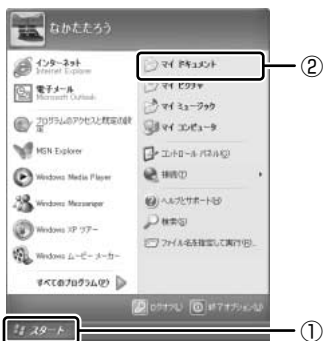 なかたたろう
インターネット
Internet Explorer
電子メール
Microsoft Outlook
プログラムのアクセスと既定の設定
MSN Explorer
Windows Media Player
Windows Messenger
Windows XP ツアー
Windows ムービー メーカー
すべてのプログラム(P)
マイ ドキュメント
②
マイ ピクチャ
マイ ミュージック
マイ コンピュータ
コントロール パネル(C)
接続(T)
ヘルプとサポート(H)
検索(S)
ファイル名を指定して実行(R)...
ログオフ(L)
終了オプション(U)
スタート
①